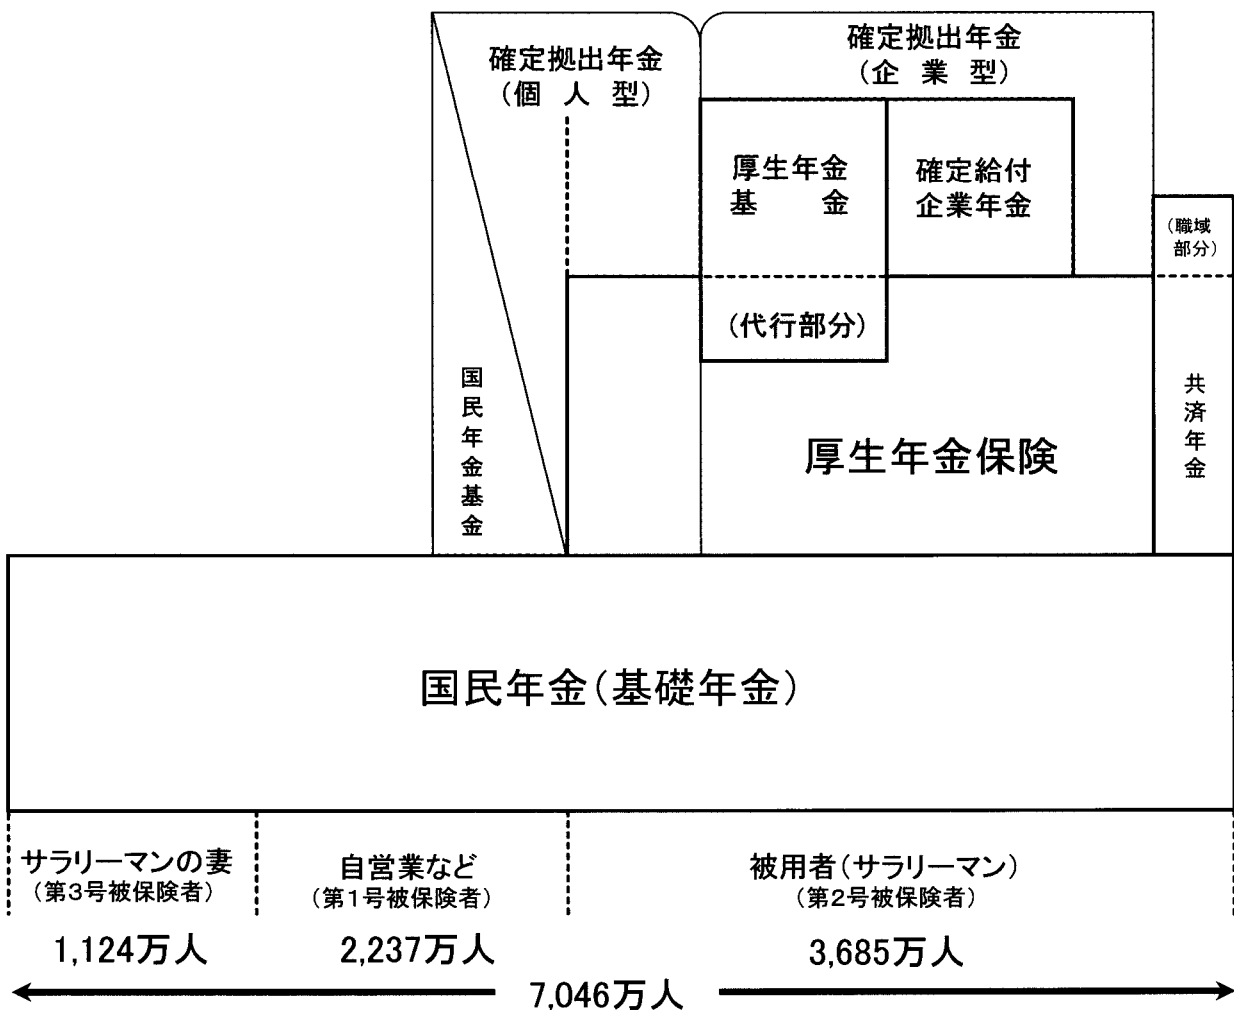 確定拠出年金
（個人型）
確定拠出年金
（企業型）
厚生年金
基金
確定給付
企業年金
（職域
部分）
（代行部分）
国民年金基金
厚生年金保険
共済年金
国民年金（基礎年金）
サラリーマンの妻
（第3号被保険者）
自営業など
（第1号被保険者）
被用者（サラリーマン）
（第2号被保険者）
1,124万人
2,237万人
3,685万人
7,046万人